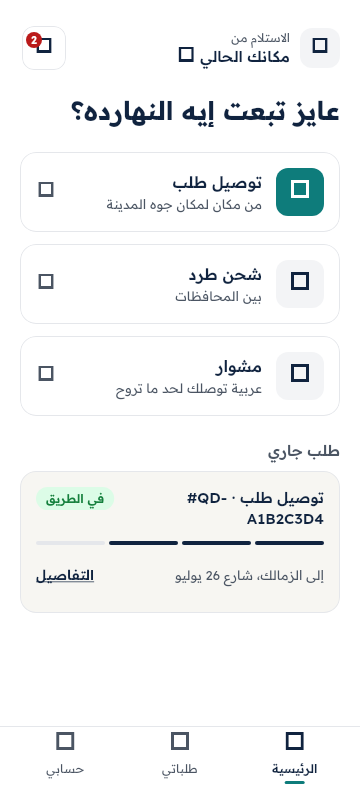 الاستلام من
مكانك الحالي
2
عايز تبعت إيه النهارده؟
توصيل طلب
من مكان لمكان جوه المدينة
شحن طرد
بين المحافظات
مشوار
عربية توصلك لحد ما تروح
طلب جاري
توصيل طلب · #QD-
A1B2C3D4
في الطريق
إلى الزمالك، شارع 26 يوليو
التفاصيل
الرئيسية
طلباتي
حسابي